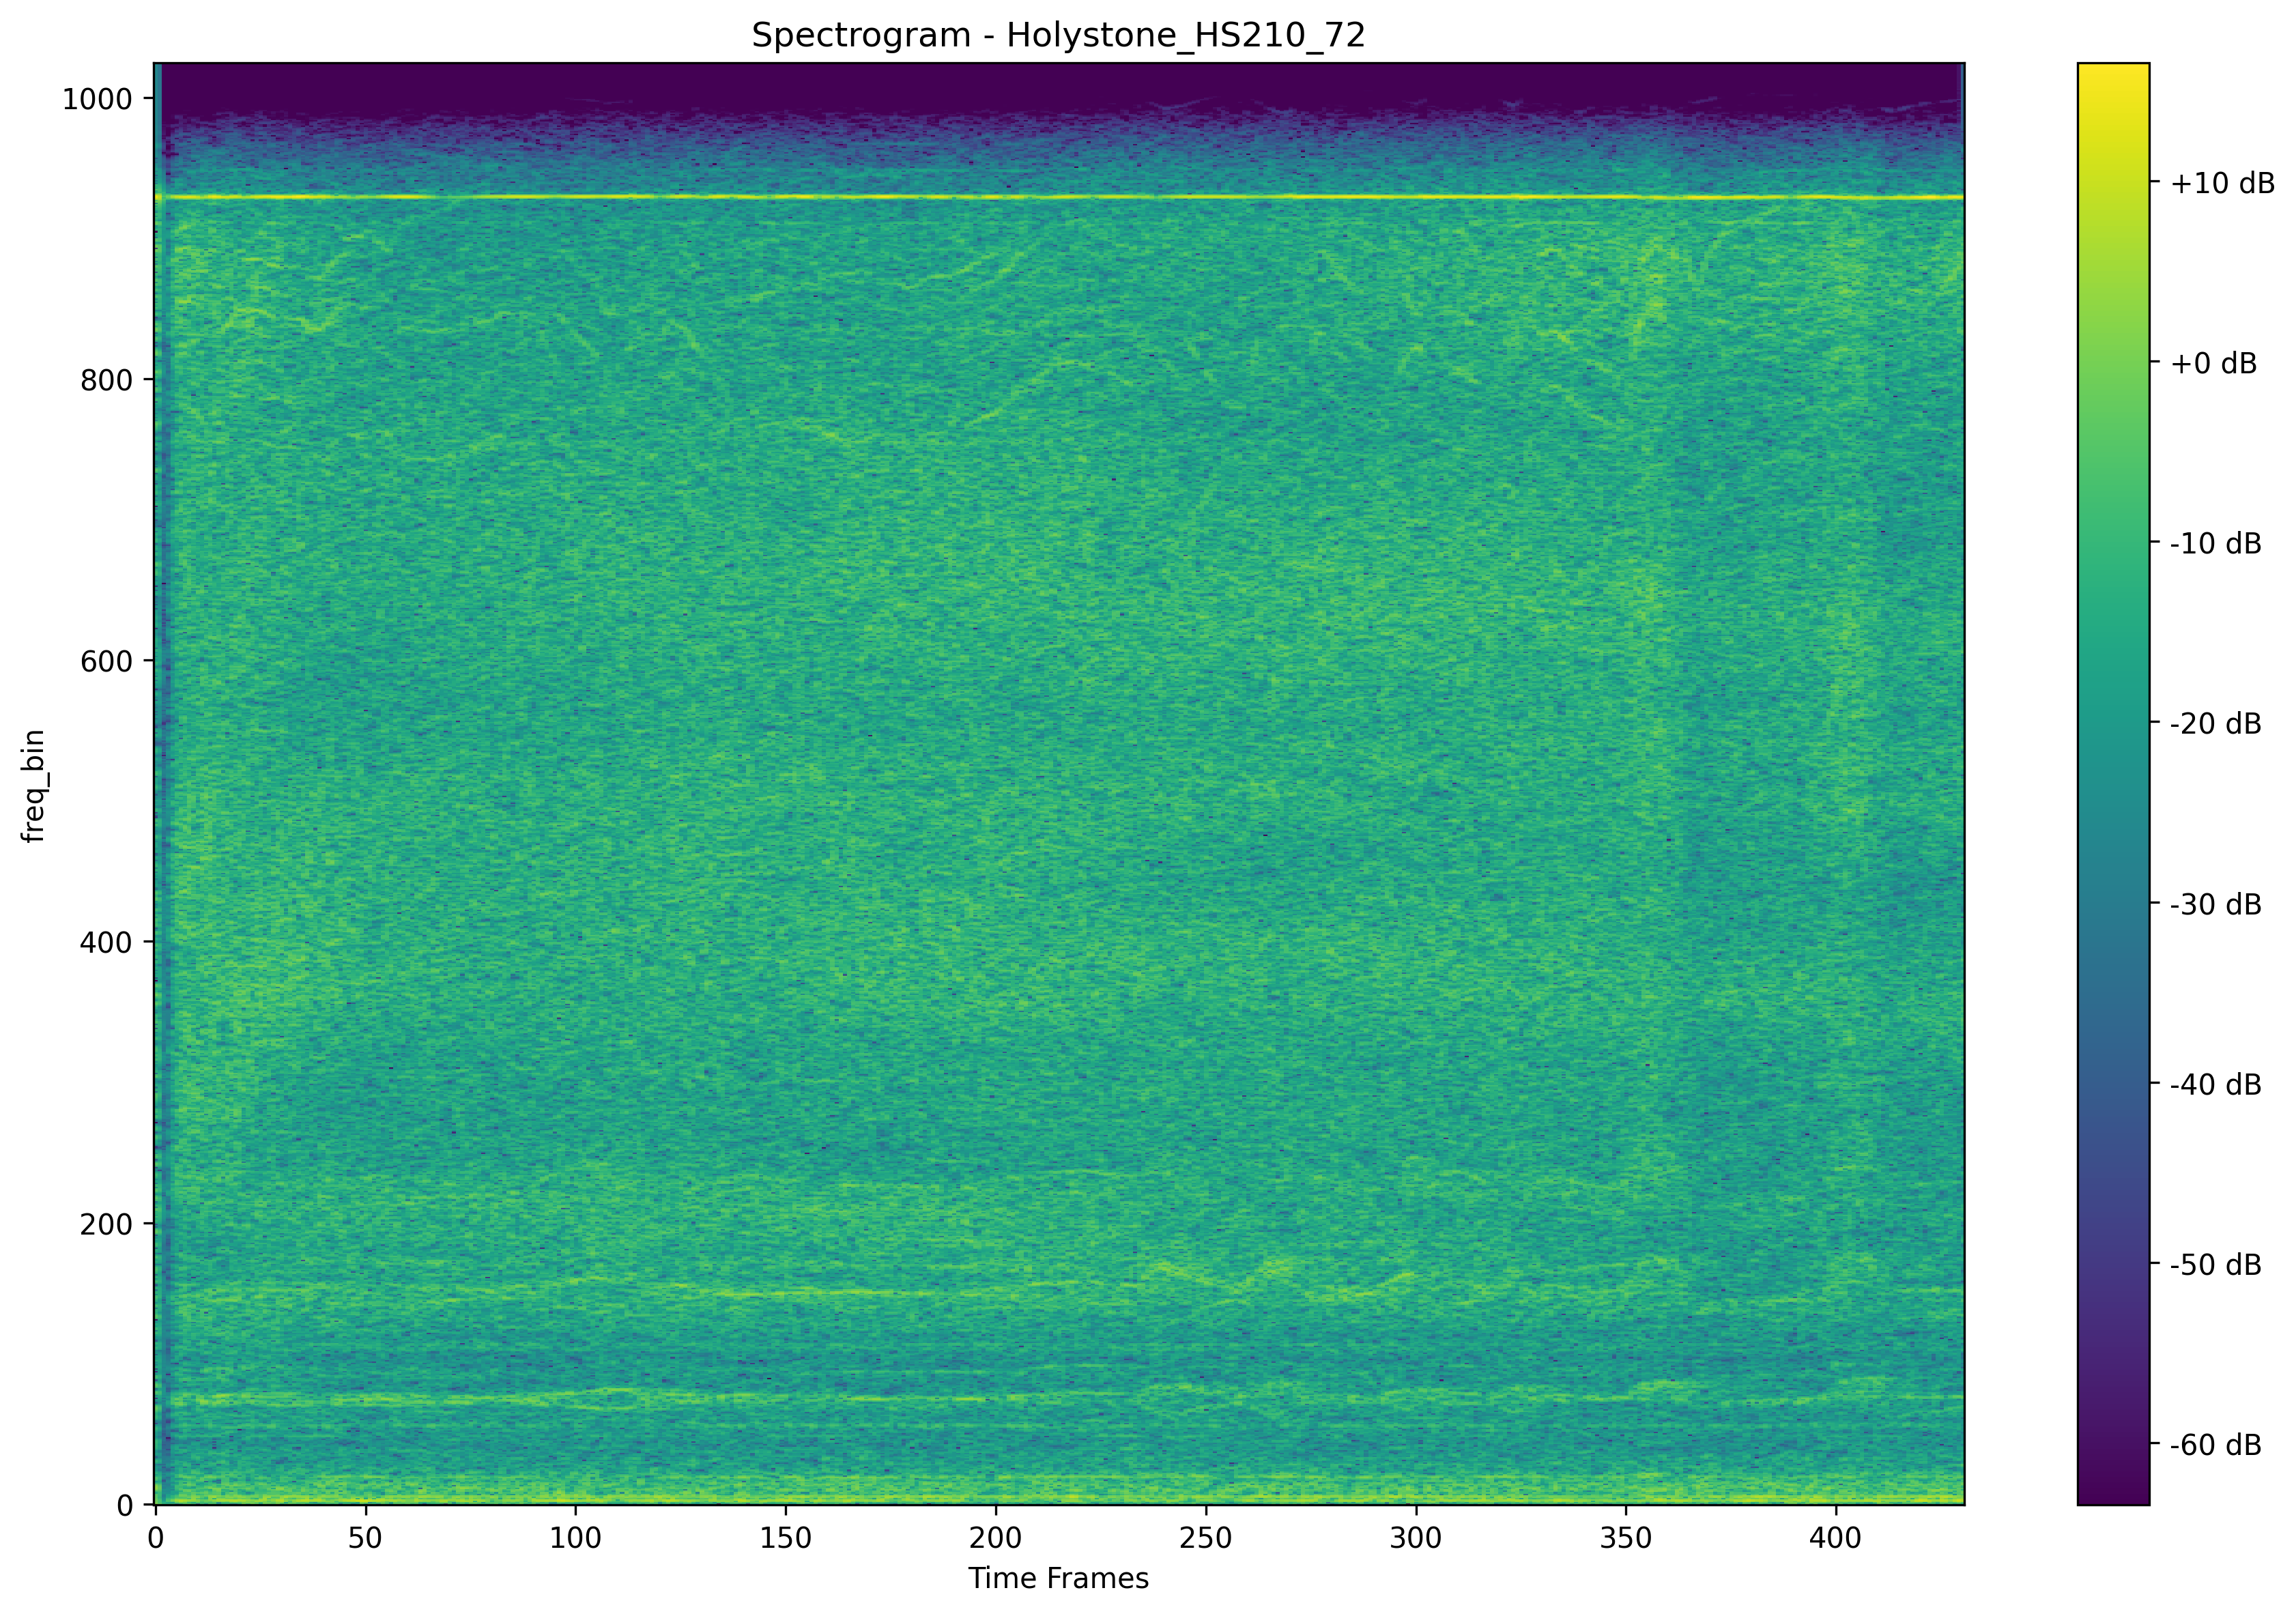 Spectrogram - Holystone_HS210_72
1000
800
600
400
200
0
freq_bin
0 50 100 150 200 250 300 350 400
Time Frames
+10 dB
+0 dB
-10 dB
-20 dB
-30 dB
-40 dB
-50 dB
-60 dB